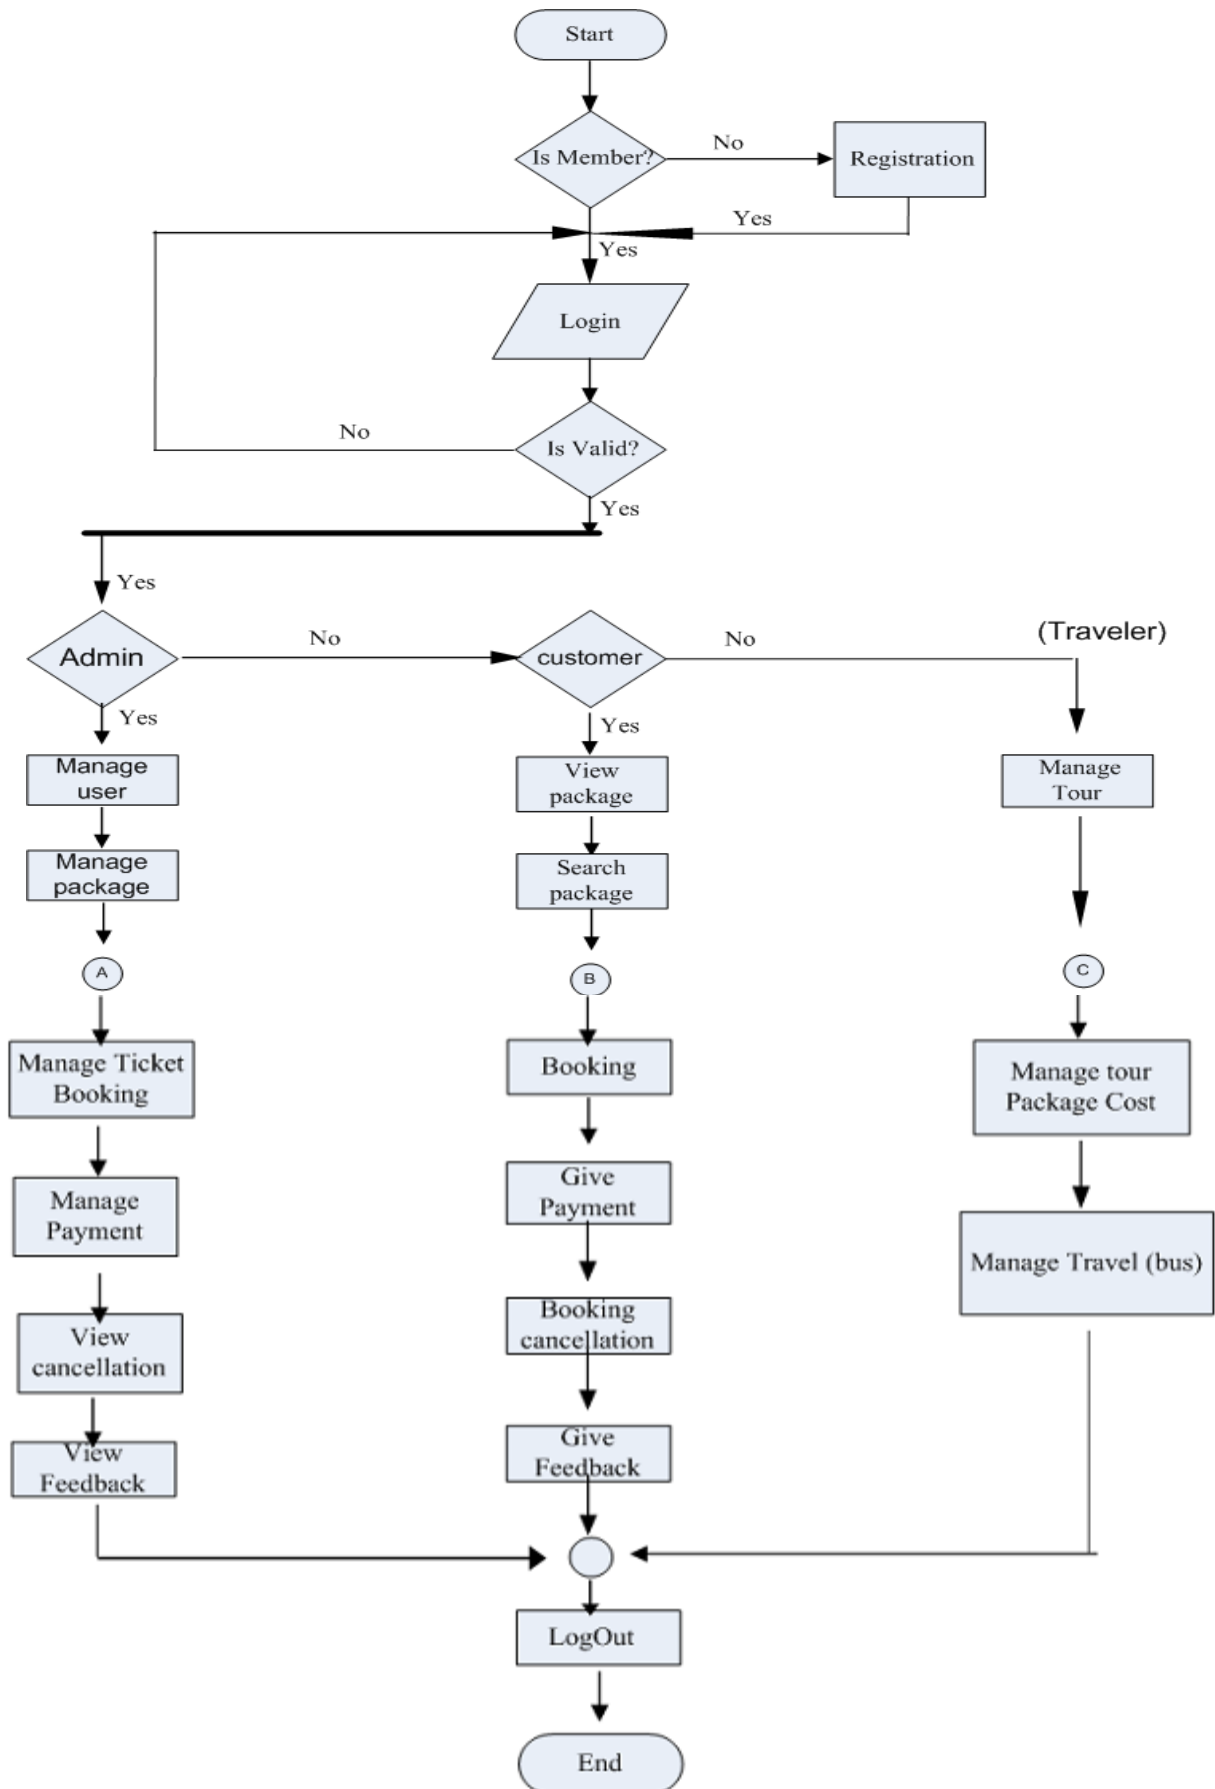 Start
Is Member?
No
Registration
Yes
Yes
Login
No
Is Valid?
Yes
Yes
Admin
No
customer
No
(Traveler)
Yes
Yes
Manage
user
View
package
Manage
Tour
Manage
package
Search
package
A
B
C
Manage Ticket
Booking
Booking
Manage tour
Package Cost
Manage
Payment
Give
Payment
Manage Travel (bus)
View
cancellation
Booking
cancellation
View
Feedback
Give
Feedback
LogOut
End